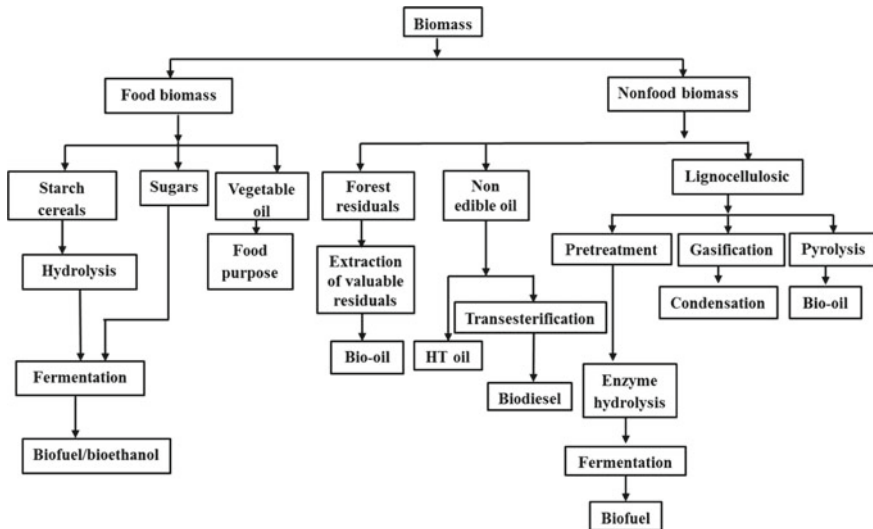 Biomass
Food biomass
Nonfood biomass
Starch
cereals
Sugars
Vegetable
oil
Forest
residuals
Non
edible oil
Lignocellulosic
Hydrolysis
Food
purpose
Extraction
of valuable
residuals
Pretreatment
Gasification
Pyrolysis
Transesterification
Condensation
Bio-oil
Fermentation
Bio-oil
HT oil
Biodiesel
Enzyme
hydrolysis
Biofuel/bioethanol
Fermentation
Biofuel